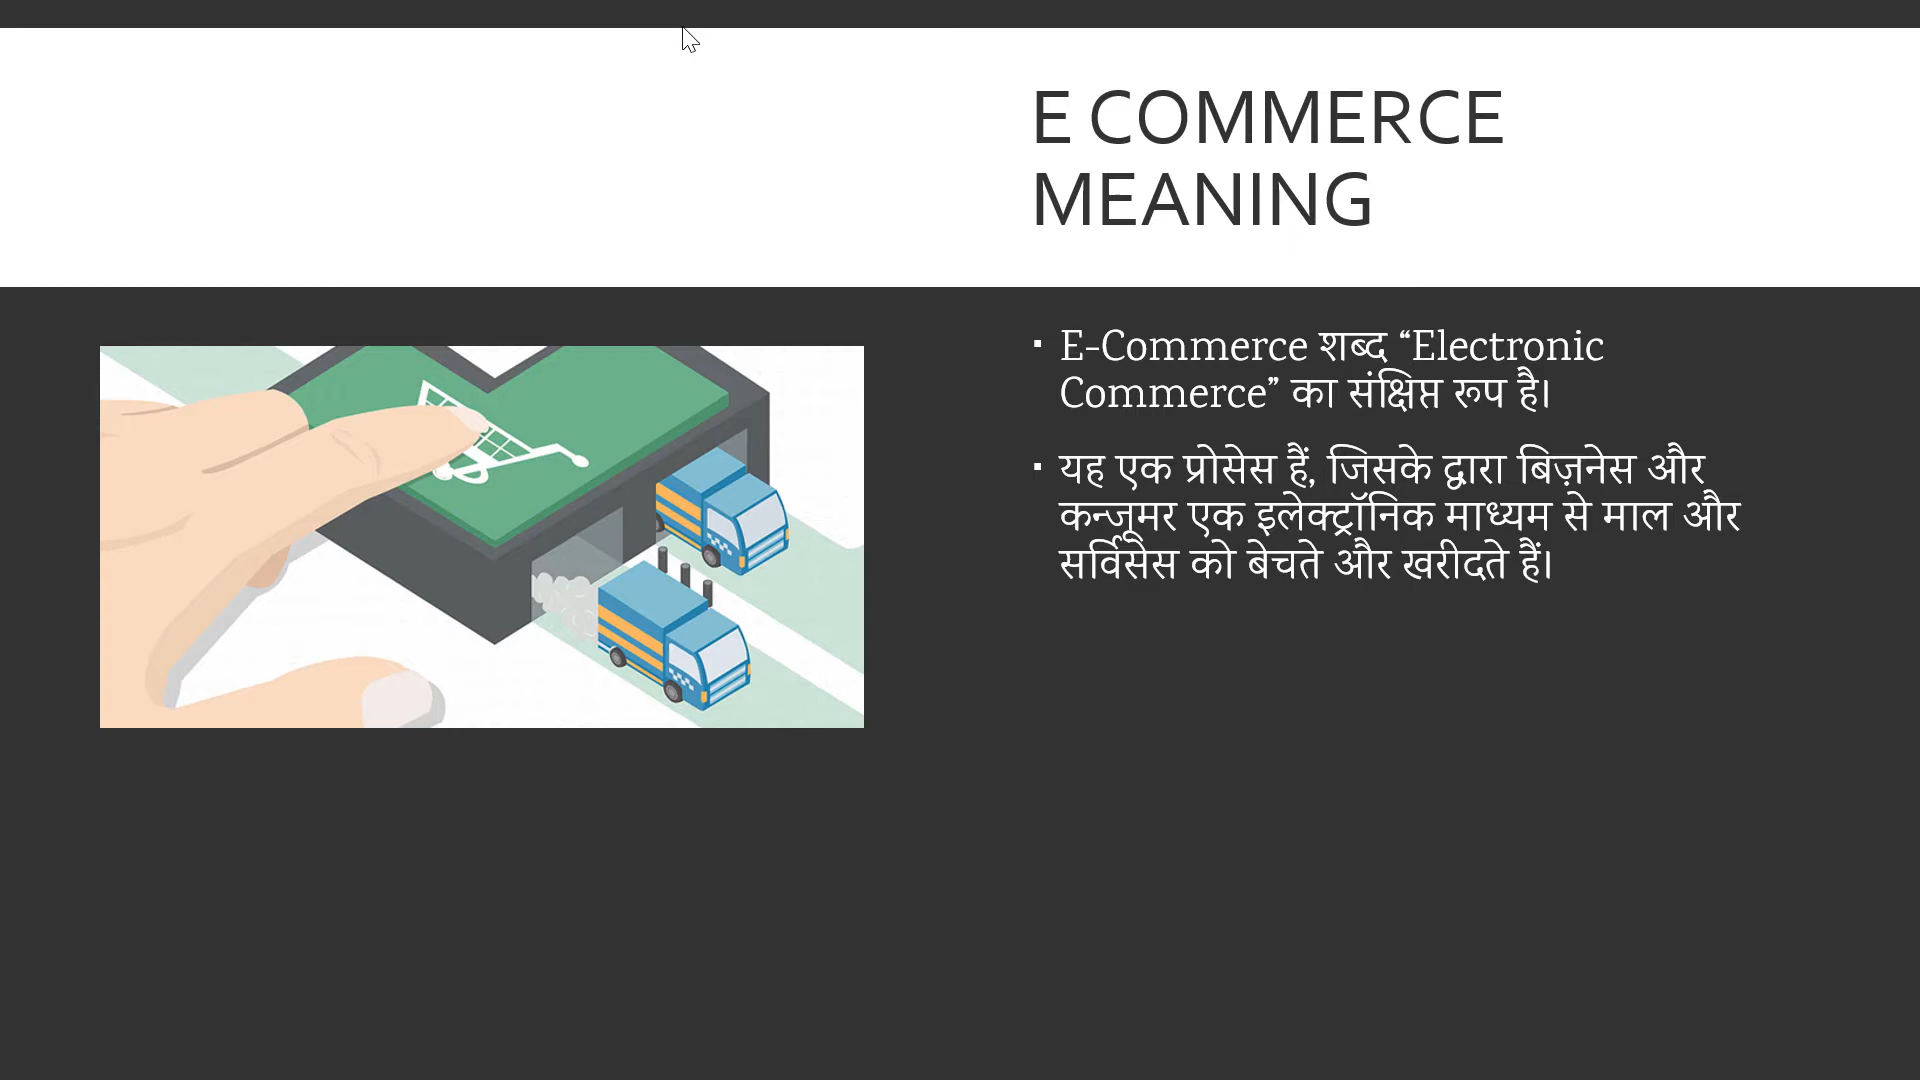 E COMMERCE
MEANING
▪ E-Commerce शब्द “Electronic
Commerce” का संक्षिप्त रूप है।
▪ यह एक प्रोसेस हैं, जिसके द्वारा बिज़नेस और
कन्जूमर एक इलेक्ट्रॉनिक माध्यम से माल और
सर्विसेस को बेचते और खरीदते हैं।